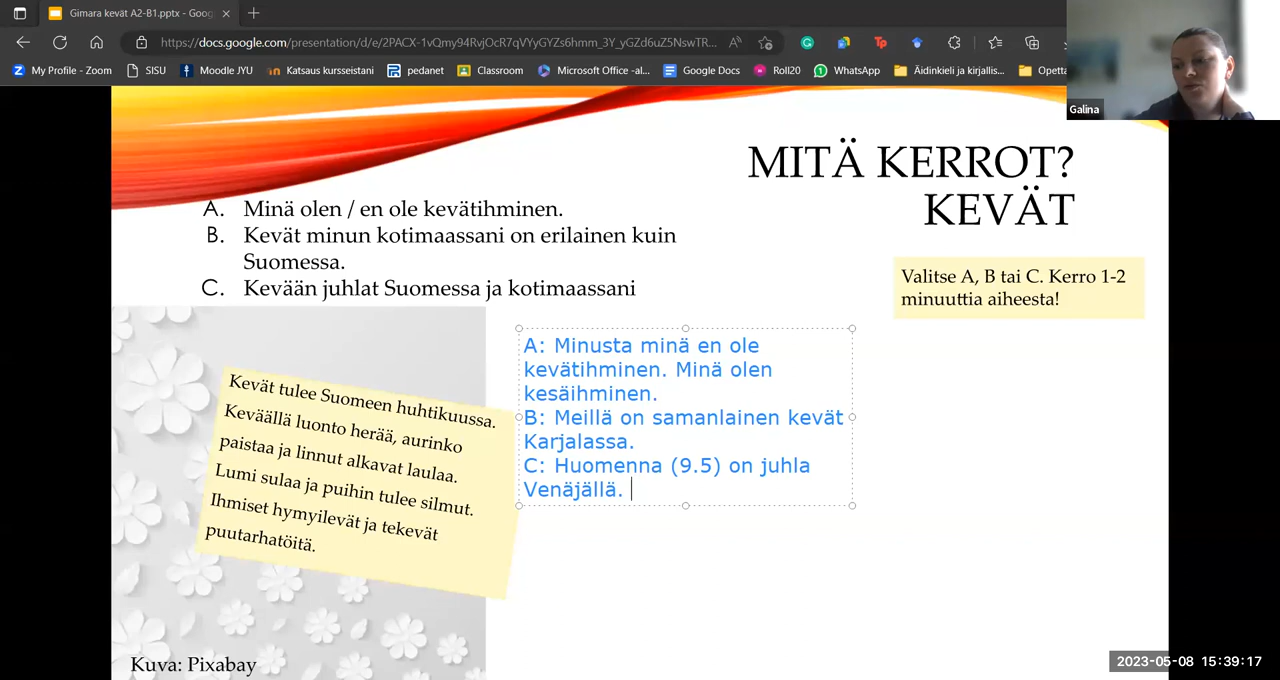 Gimara kevät A2-B1.pptx - Goog
https://docs.google.com/presentation/d/e/2PACX-1vQmy94RvjOcR7qVYyGYZs6hmm_3Y_yGZd6uZ5NswTR...
My Profile - Zoom SISU Moodle JYU Katsaus kursseistani pedanet Classroom Microsoft Office -al... Google Docs Roll20 WhatsApp Äidinkieli ja kirjallis... Opetta
Galina
MITÄ KERROT?
KEVÄT
A. Minä olen / en ole kevätihminen.
B. Kevät minun kotimaassani on erilainen kuin
Suomessa.
C. Kevään juhlat Suomessa ja kotimaassani
Valitse A, B tai C. Kerro 1-2
minuuttia aiheesta!
Kevät tulee Suomeen huhtikuussa.
Keväällä luonto herää, aurinko
paistaa ja linnut alkavat laulaa.
Lumi sulaa ja puihin tulee silmut.
Ihmiset hymyilevät ja tekevät
puutarhatöitä.
A: Minusta minä en ole
kevätihminen. Minä olen
kesäihminen.
B: Meillä on samanlainen kevät
Karjalassa.
C: Huomenna (9.5) on juhla
Venäjällä.
Kuva: Pixabay
2023-05-08 15:39:17